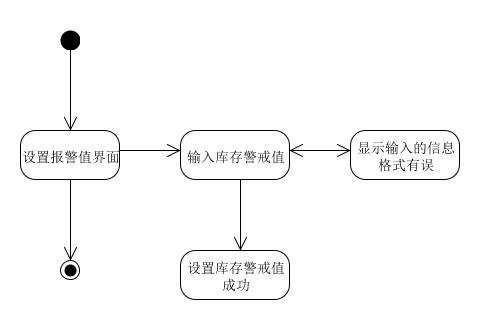 设置报警值界面
输入库存警戒值
显示输入的信息
格式有误
设置库存警戒值
成功